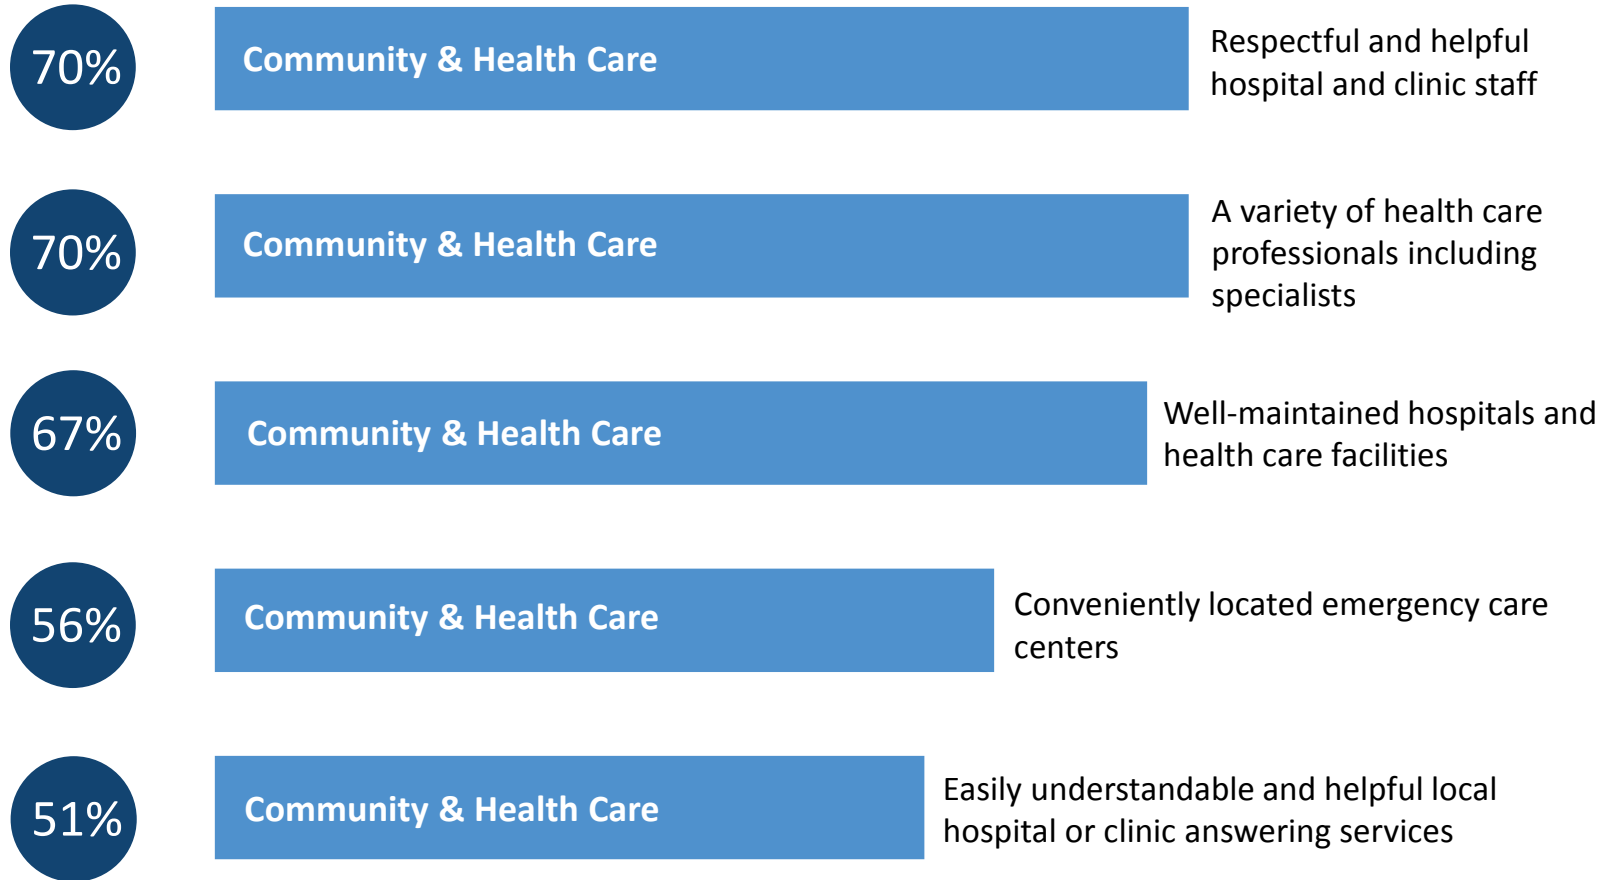 70%
Community & Health Care
Respectful and helpful
hospital and clinic staff
70%
Community & Health Care
A variety of health care
professionals including
specialists
67%
Community & Health Care
Well-maintained hospitals and
health care facilities
56%
Community & Health Care
Conveniently located emergency care
centers
51%
Community & Health Care
Easily understandable and helpful local
hospital or clinic answering services